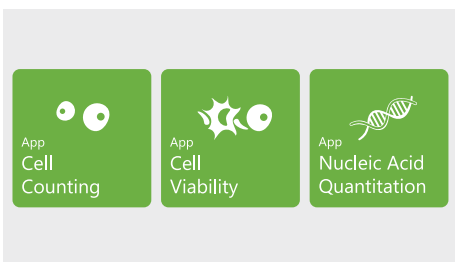 App
Cell
Counting
App
Cell
Viability
App
Nucleic Acid
Quantitation